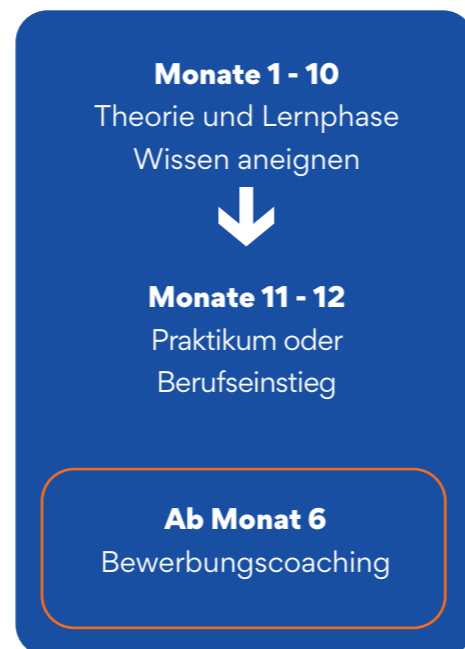 Monate 1 - 10
Theorie und Lernphase
Wissen aneignen
Monate 11 - 12
Praktikum oder
Berufseinstieg
Ab Monat 6
Bewerbungscoaching